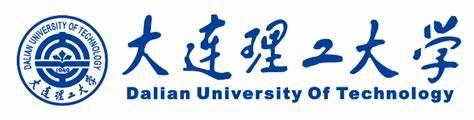 DALIAN UNIVERSITY OF TECHNOLOGY
1949
大连理工大学
大连理工大学
Dalian University Of Technology